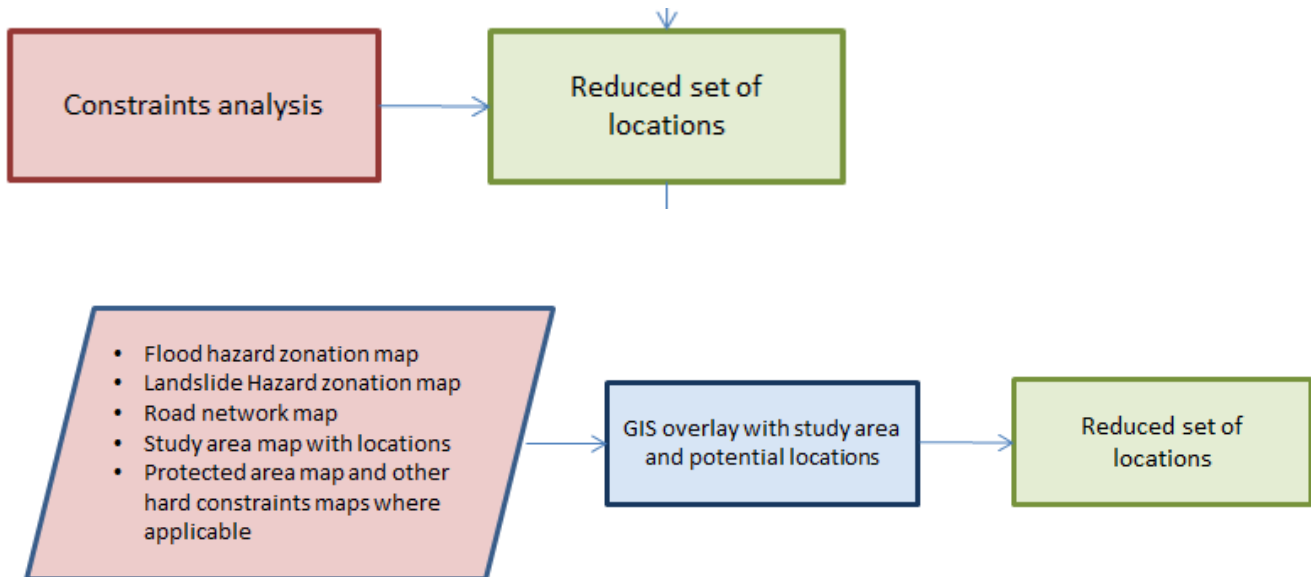 Constraints analysis
Reduced set of
locations
• Flood hazard zonation map
• Landslide Hazard zonation map
• Road network map
• Study area map with locations
• Protected area map and other
hard constraints maps where
applicable
GIS overlay with study area
and potential locations
Reduced set of
locations